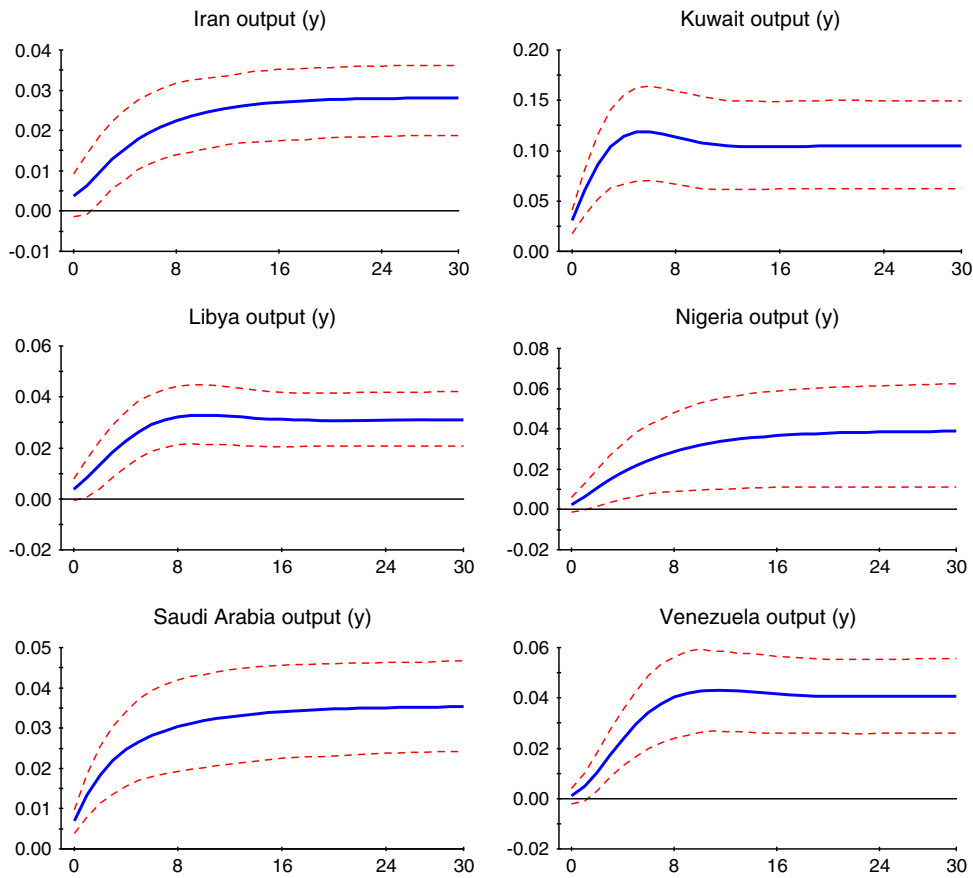 Iran output (y)
0.04
0.03
0.02
0.01
0.00
-0.01
0 8 16 24 30
Kuwait output (y)
0.20
0.15
0.10
0.05
0.00
0 8 16 24 30
Libya output (y)
0.06
0.04
0.02
0.00
-0.02
0 8 16 24 30
Nigeria output (y)
0.08
0.06
0.04
0.02
0.00
-0.02
0 8 16 24 30
Saudi Arabia output (y)
0.05
0.04
0.03
0.02
0.01
0.00
0 8 16 24 30
Venezuela output (y)
0.06
0.04
0.02
0.00
-0.02
0 8 16 24 30